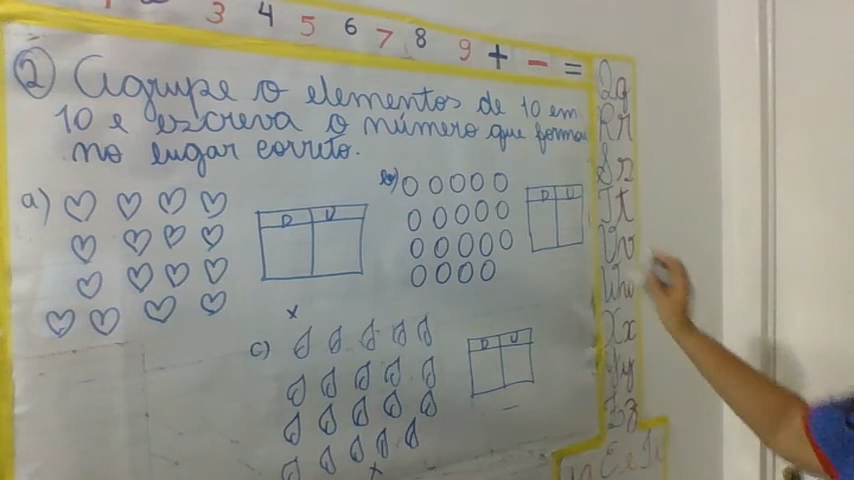 3 4 5 6 7 8 9 + - =
2) Agrupe o elementos de 10 em
10 e escreva o número que forma
no lugar correto.
a)
D U
b)
D U
c)
D U
Qq
Rr
Ss
Tt
Uu
Vv
Xx
Yy
Zz